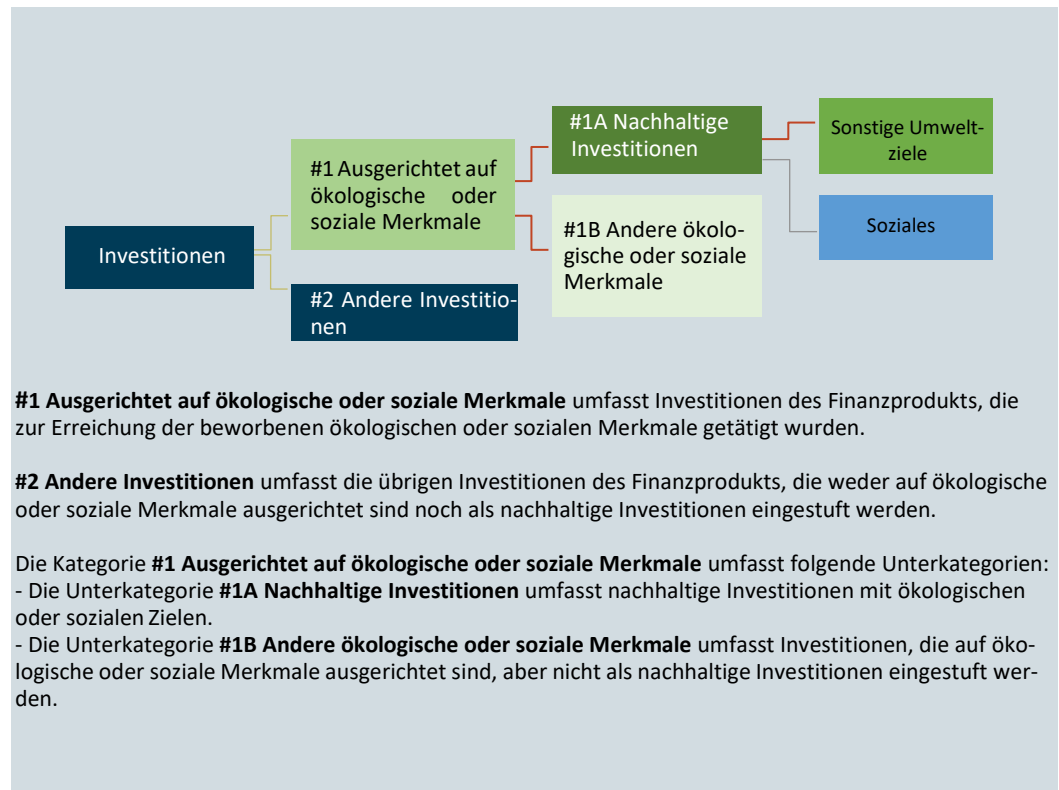 #1A Nachhaltige
Investitionen
Sonstige Umwelt-
ziele
#1 Ausgerichtet auf
ökologische oder
soziale Merkmale
#1B Andere ökolo-
gische oder soziale
Merkmale
Soziales
Investitionen
#2 Andere Investitio-
nen
#1 Ausgerichtet auf ökologische oder soziale Merkmale umfasst Investitionen des Finanzprodukts, die
zur Erreichung der beworbenen ökologischen oder sozialen Merkmale getätigt wurden.
#2 Andere Investitionen umfasst die übrigen Investitionen des Finanzprodukts, die weder auf ökologische
oder soziale Merkmale ausgerichtet sind noch als nachhaltige Investitionen eingestuft werden.
Die Kategorie #1 Ausgerichtet auf ökologische oder soziale Merkmale umfasst folgende Unterkategorien:
- Die Unterkategorie #1A Nachhaltige Investitionen umfasst nachhaltige Investitionen mit ökologischen
oder sozialen Zielen.
- Die Unterkategorie #1B Andere ökologische oder soziale Merkmale umfasst Investitionen, die auf öko-
logische oder soziale Merkmale ausgerichtet sind, aber nicht als nachhaltige Investitionen eingestuft wer-
den.